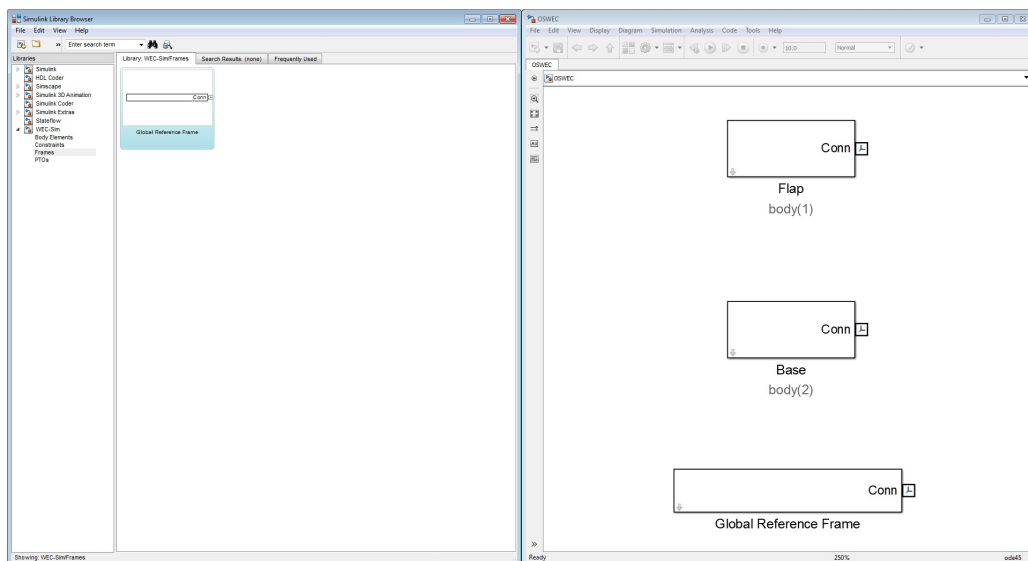 Simulink Library Browser
File Edit View Help
» Enter search term
Libraries
Library: WEC-Sim/Frames Search Results: (none) Frequently Used
Simulink
HDL Coder
Simscape
Simulink 3D Animation
Simulink Coder
Simulink Extras
Stateflow
WEC-Sim
Body Elements
Constraints
Frames
PTOs
Conn
Global Reference Frame
Showing: WEC-Sim/Frames
OSWEC
File Edit View Display Diagram Simulation Analysis Code Tools Help
10.0 Normal
OSWEC
OSWEC
Conn
Flap
body(1)
Conn
Base
body(2)
Conn
Global Reference Frame
»
Ready 250% ode45